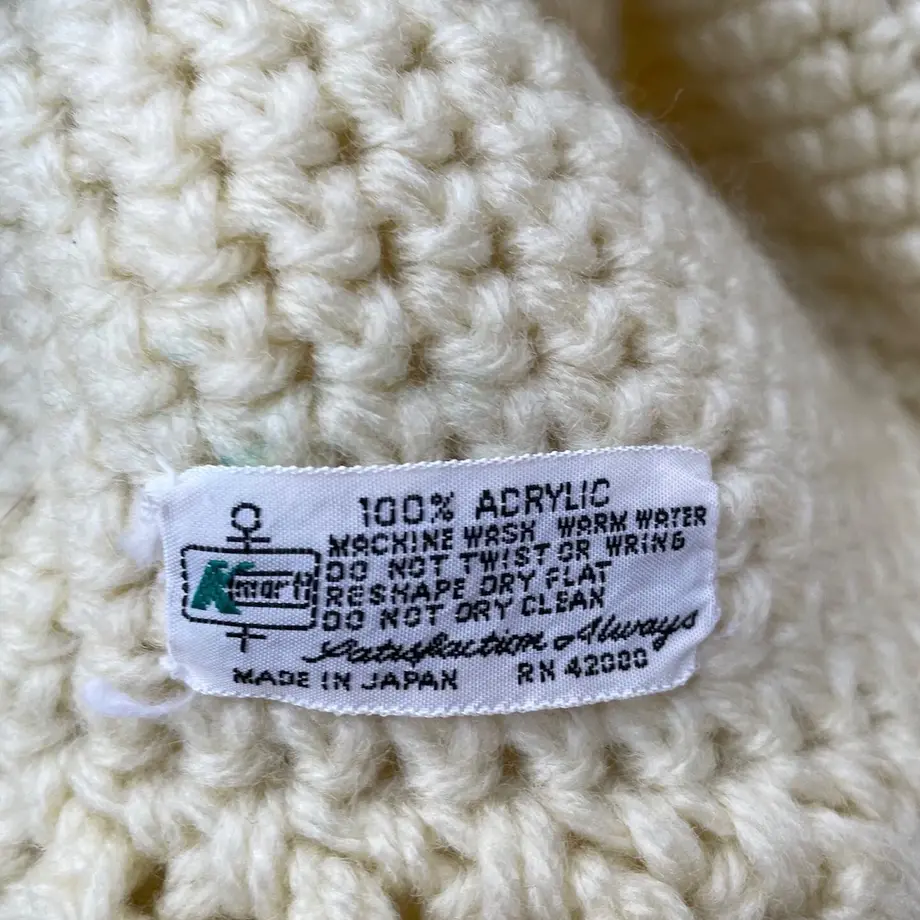 100% ACRYLIC
MACHINE WASH WARM WATER
DO NOT TWIST OR WRING
RESHAPE DRY FLAT
DO NOT DRY CLEAN
Kmart
Satisfaction Always
MADE IN JAPAN RN 42000